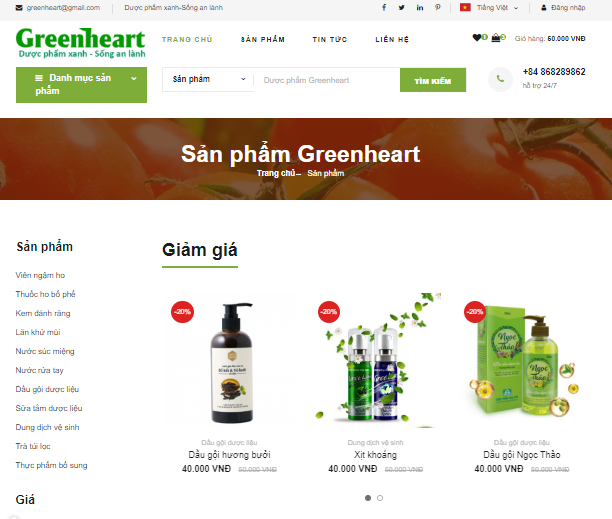 greenheart@gmail.com
Dược phẩm xanh-Sống an lành
Tiếng Việt
Đăng nhập
Greenheart
Dược phẩm xanh - Sống an lành
TRANG CHỦ
SẢN PHẨM
TIN TỨC
LIÊN HỆ
Giỏ hàng: 50.000 VNĐ
Danh mục sản phẩm
Sản phẩm
Dược phẩm Greenheart
TÌM KIẾM
+84 868289862
hỗ trợ 24/7
Sản phẩm Greenheart
Trang chủ– Sản phẩm
Sản phẩm
Viên ngậm ho
Thuốc ho bổ phế
Kem đánh răng
Lăn khử mùi
Nước súc miệng
Nước rửa tay
Dầu gội dược liệu
Sữa tắm dược liệu
Dung dịch vệ sinh
Trà túi lọc
Thực phẩm bổ sung
Giá
Giảm giá
-20%
Dầu gội dược liệu
Dầu gội hương bưởi
40.000 VNĐ 50.000 VNĐ
-20%
Dung dịch vệ sinh
Xịt khoáng
40.000 VNĐ 50.000 VNĐ
-20%
Ngọc Thảo
Ngọc Thảo
Dầu gội dược liệu
Dầu gội Ngọc Thảo
40.000 VNĐ 50.000 VNĐ